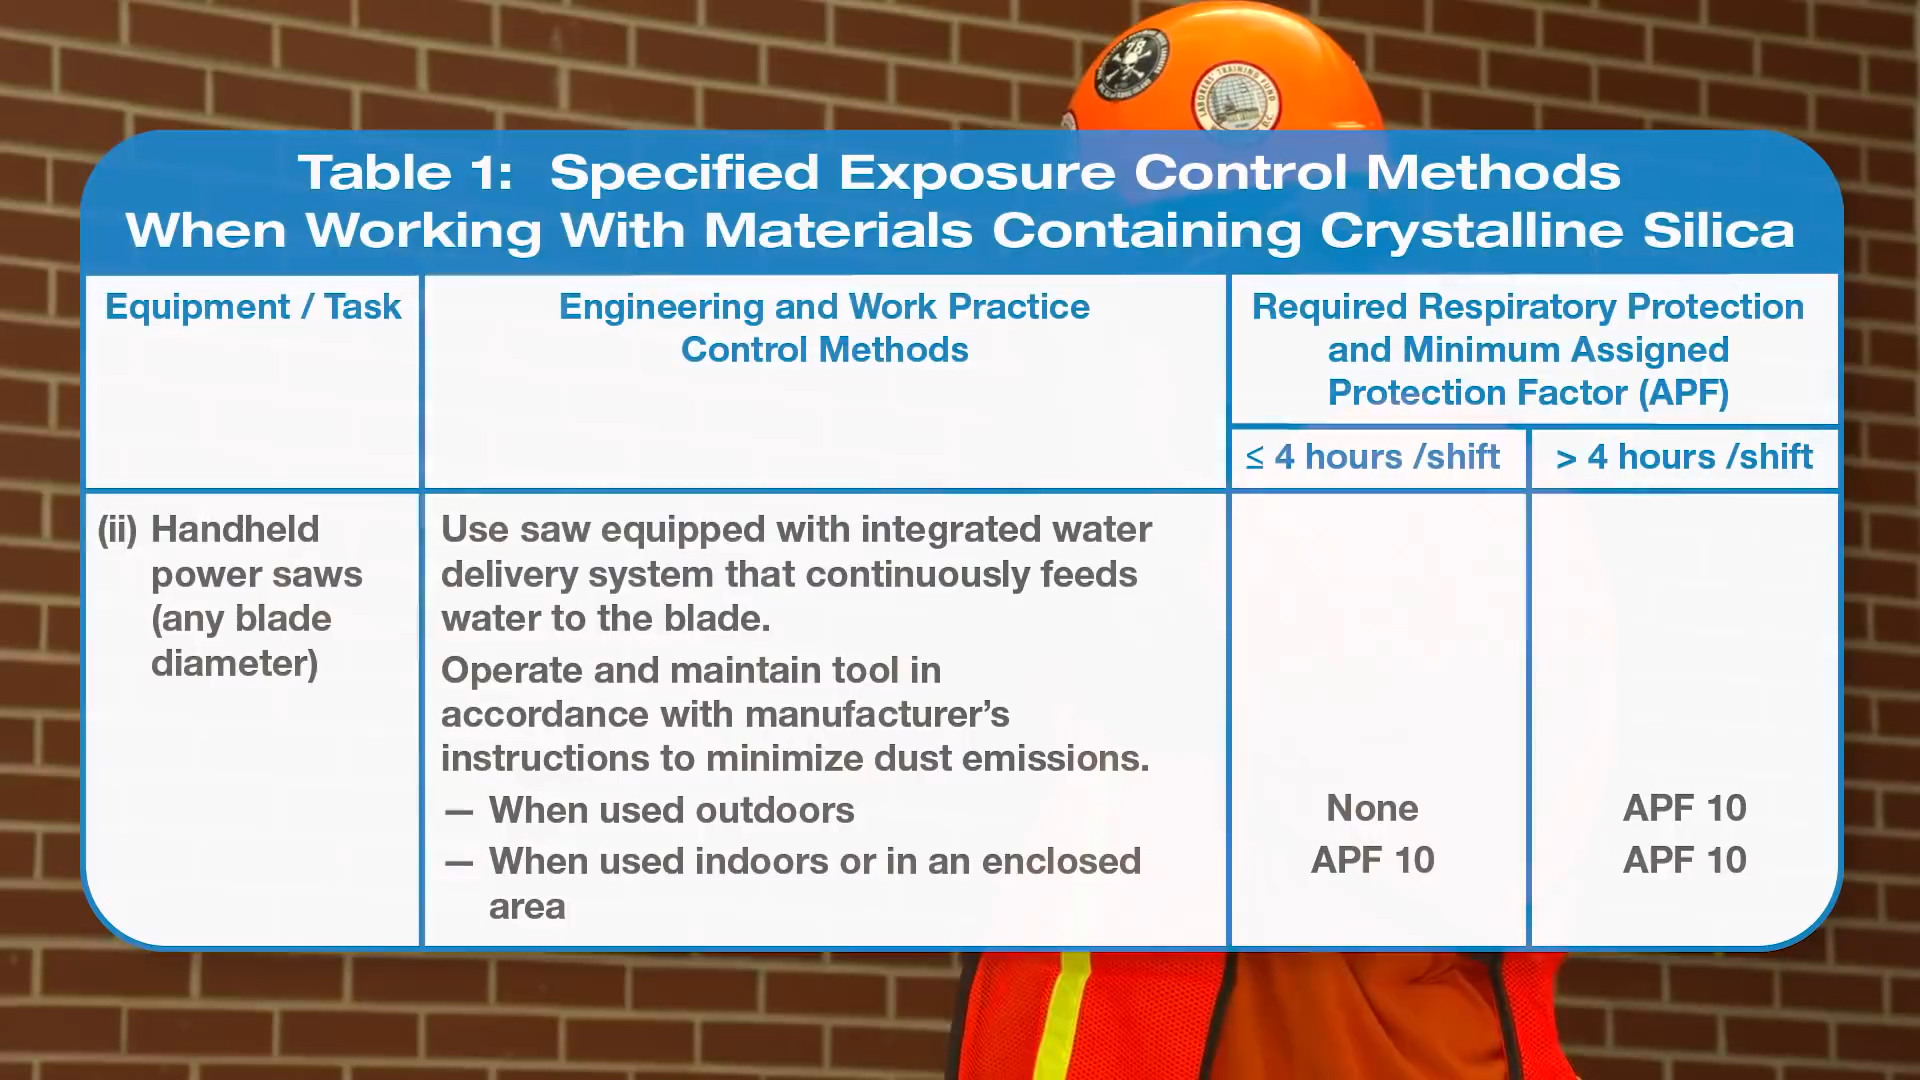 78
LABORERS' TRAINING FUND
D.C.
Table 1: Specified Exposure Control Methods
When Working With Materials Containing Crystalline Silica
Equipment / Task
Engineering and Work Practice
Control Methods
Required Respiratory Protection
and Minimum Assigned
Protection Factor (APF)
≤ 4 hours /shift
> 4 hours /shift
(ii) Handheld
power saws
(any blade
diameter)
Use saw equipped with integrated water
delivery system that continuously feeds
water to the blade.
Operate and maintain tool in
accordance with manufacturer’s
instructions to minimize dust emissions.
— When used outdoors
None
APF 10
— When used indoors or in an enclosed
area
APF 10
APF 10